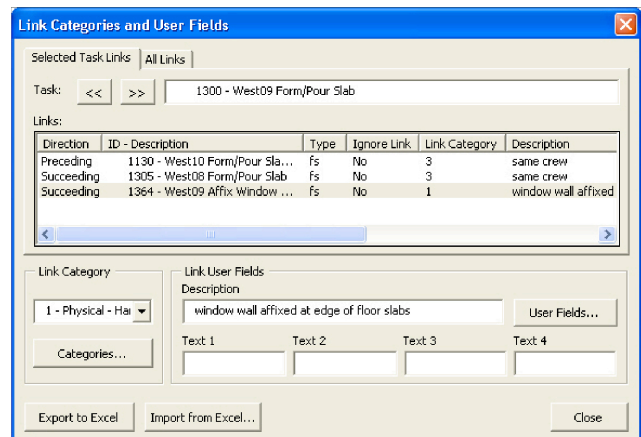 Link Categories and User Fields
Selected Task Links All Links
Task: << >> 1300 - West09 Form/Pour Slab
Links:
Direction ID - Description Type Ignore Link Link Category Description
Preceding 1130 - West10 Form/Pour Sla... fs No 3 same crew
Succeeding 1305 - West08 Form/Pour Slab fs No 3 same crew
Succeeding 1364 - West09 Affix Window ... fs No 1 window wall affixed
Link Category Link User Fields
Description
1 - Physical - Har window wall affixed at edge of floor slabs User Fields...
Text 1 Text 2 Text 3 Text 4
Categories...
Export to Excel Import from Excel... Close